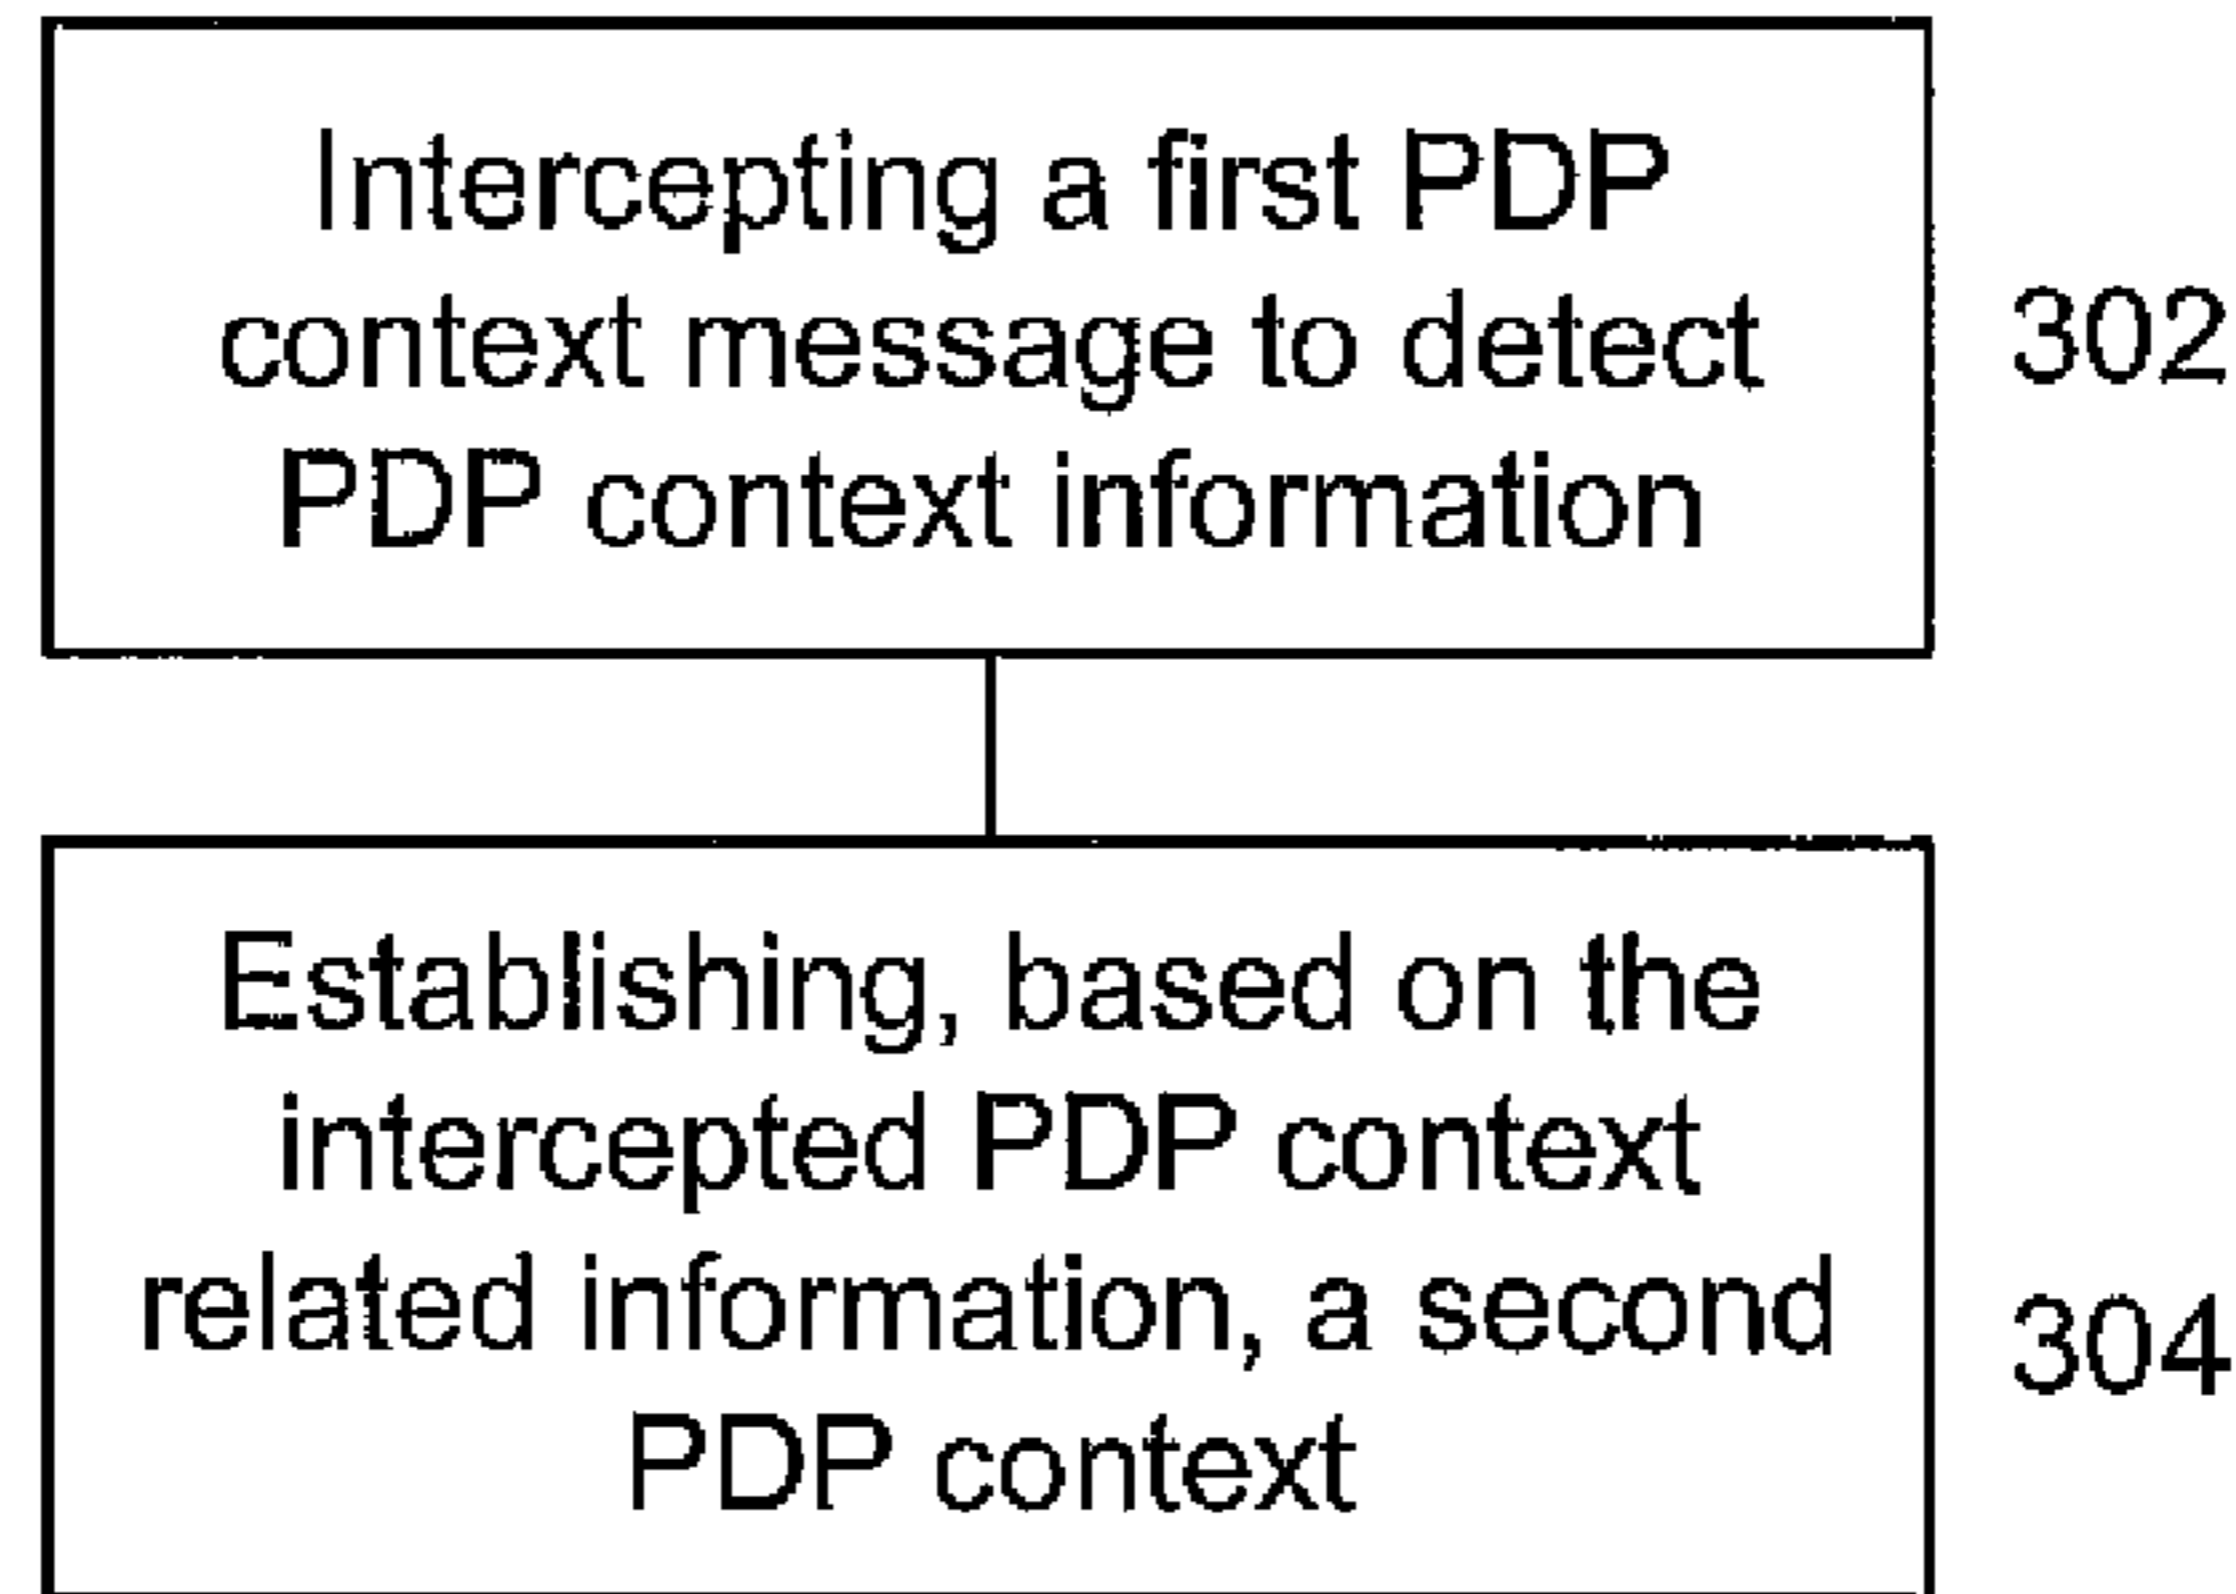 Intercepting a first PDP
context message to detect
PDP context information
302
Establishing, based on the
intercepted PDP context
related information, a second
PDP context
304